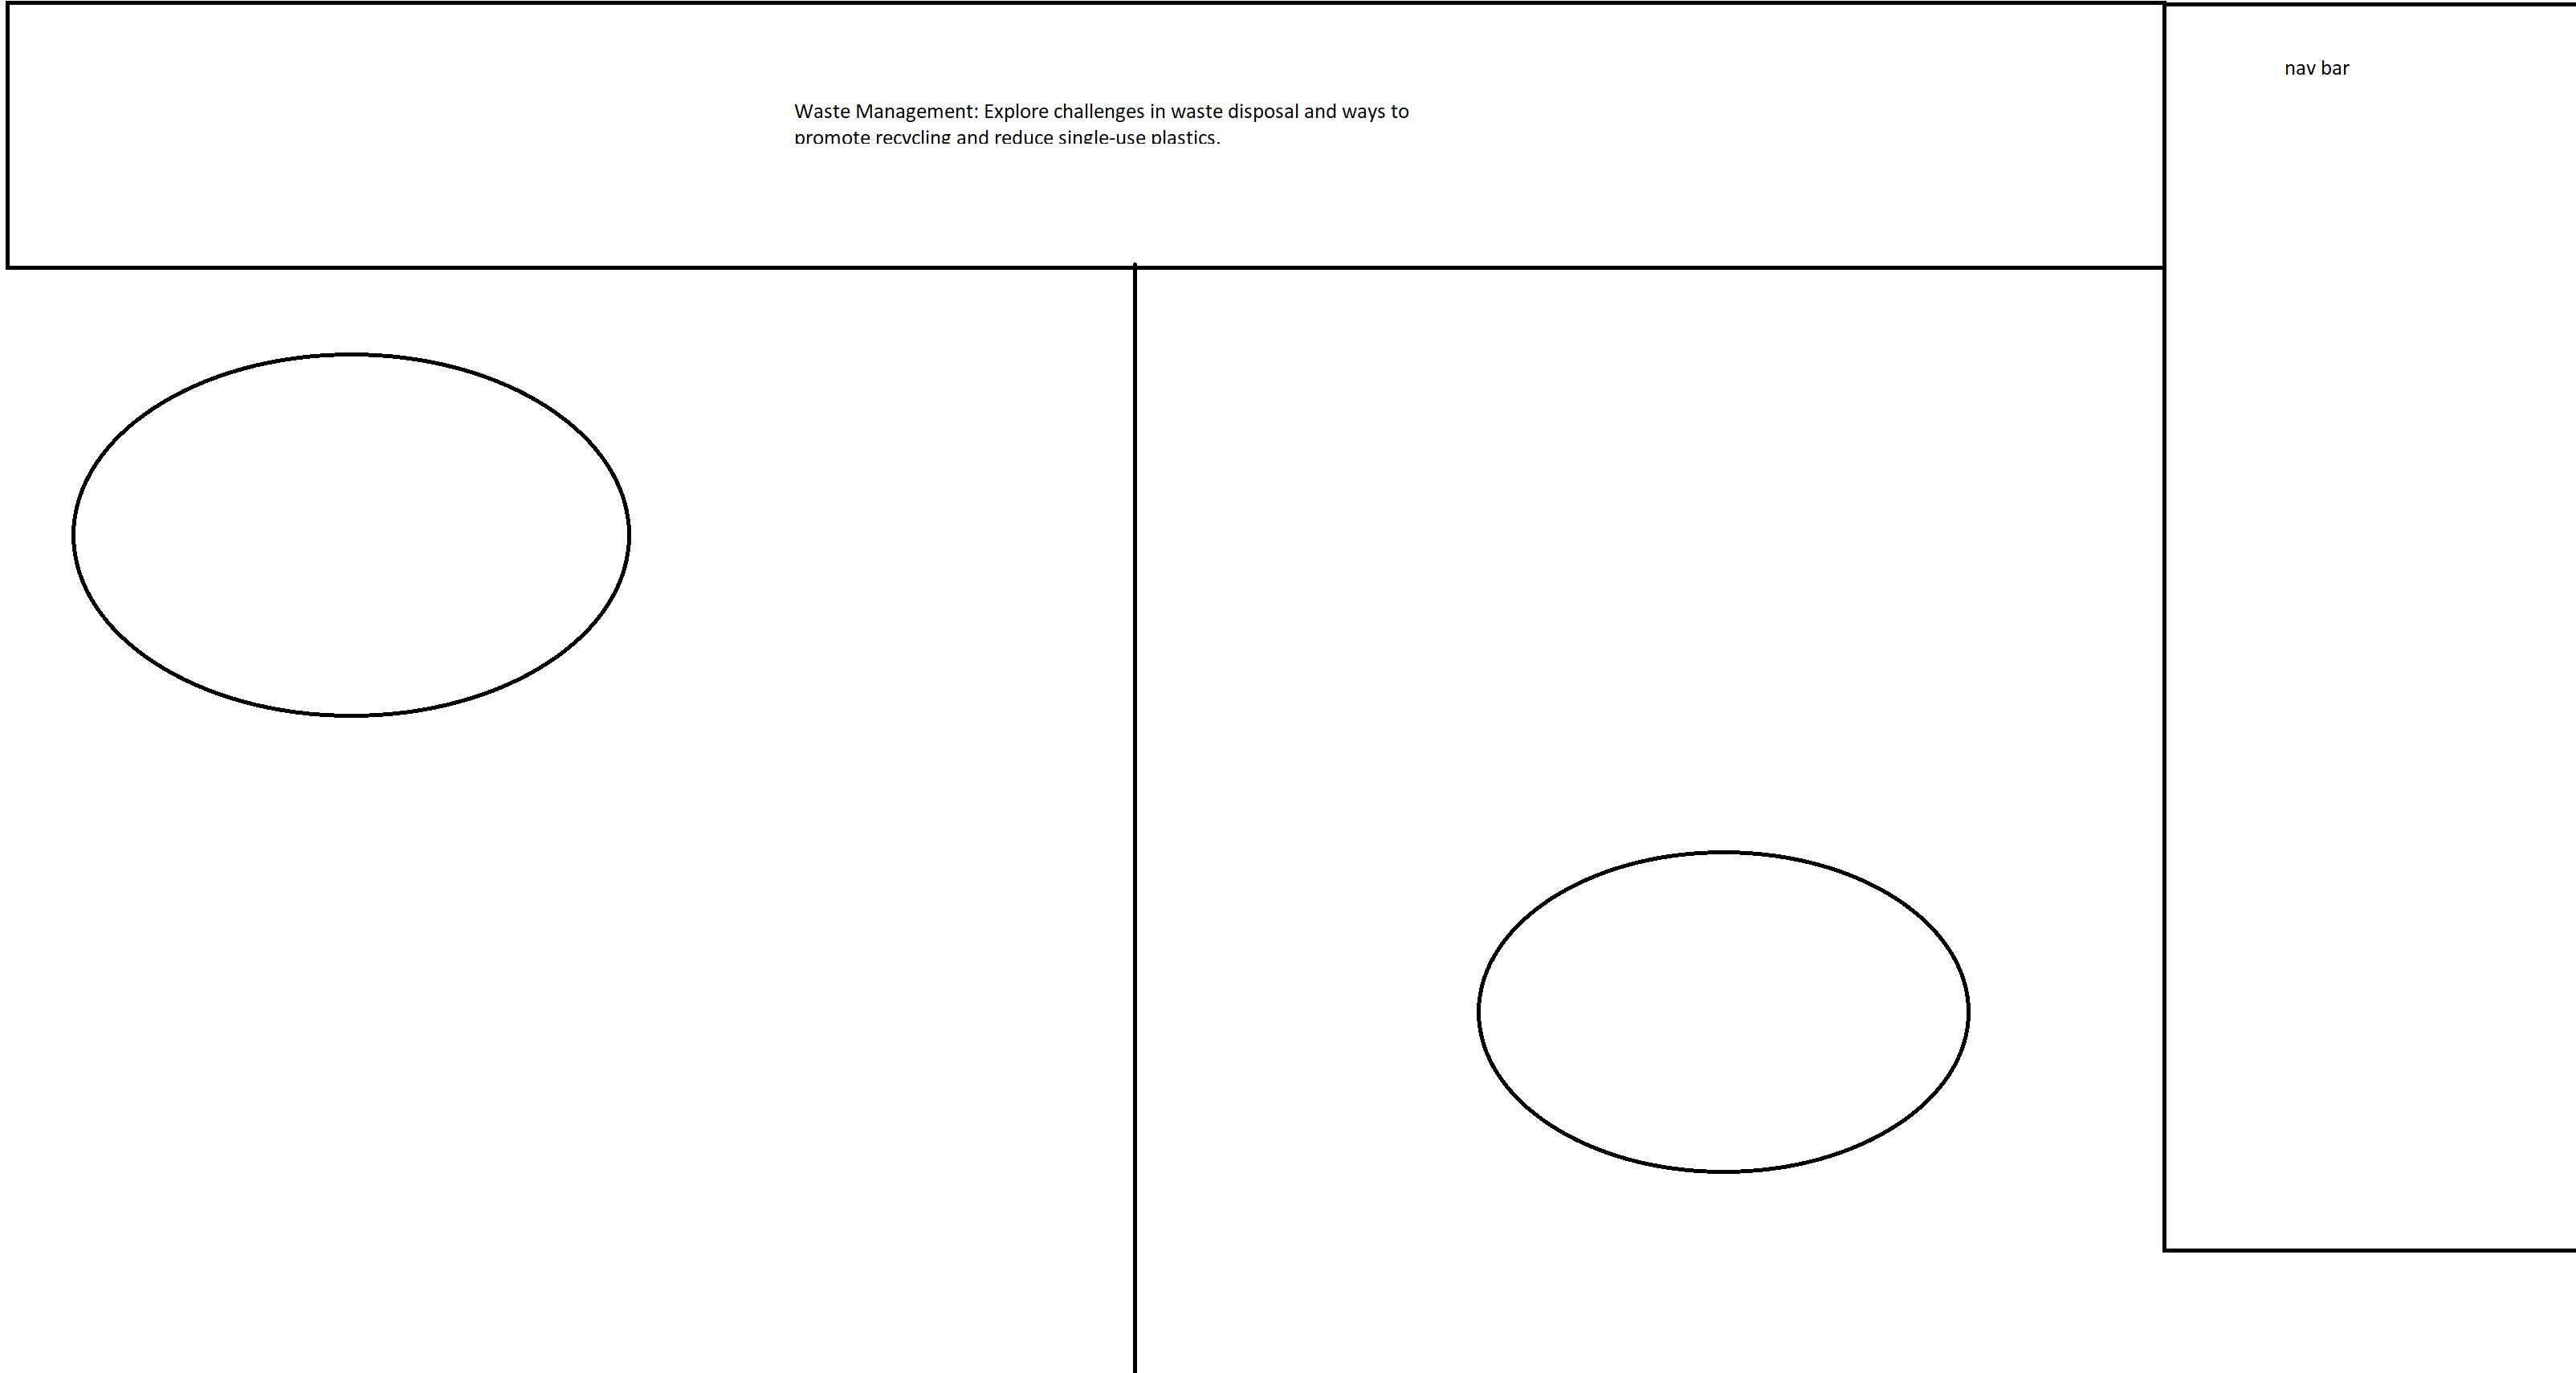 nav bar
Waste Management: Explore challenges in waste disposal and ways to
promote recycling and reduce single-use plastics.